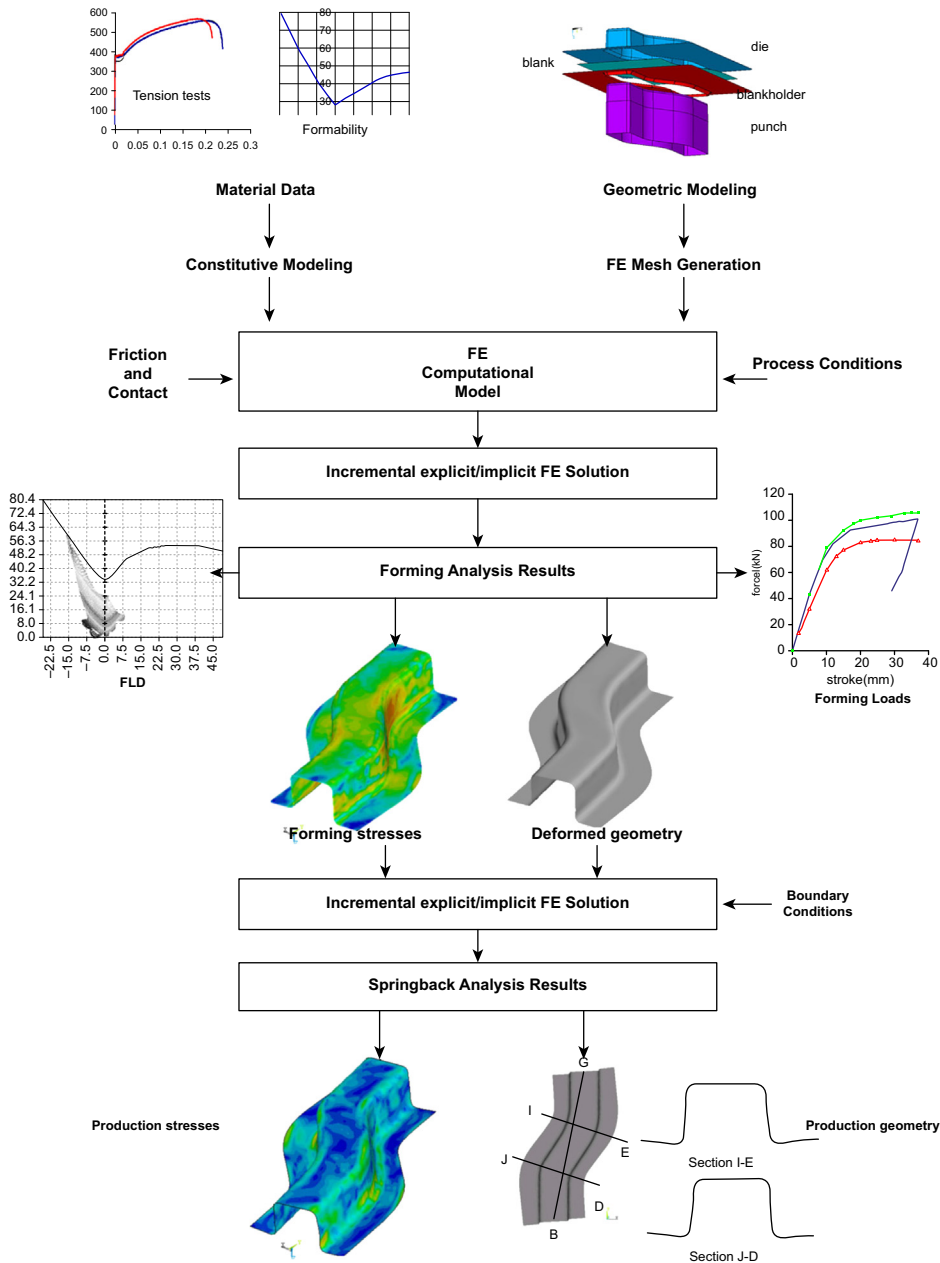 600
500
400
300
200
100
0
0 0.05 0.1 0.15 0.2 0.25 0.3
Tension tests
80
60
50
40
30
Formability
die
blank
blankholder
punch
Material Data
Geometric Modeling
Constitutive Modeling
FE Mesh Generation
Friction
and
Contact
FE
Computational
Model
Process Conditions
Incremental explicit/implicit FE Solution
80.4
72.4
64.3
56.3
48.2
40.2
32.2
24.1
16.1
8.0
0.0
−22.5 −15.0 −7.5 0.0 7.5 15.0 22.5 30.0 37.5 45.0
FLD
Forming Analysis Results
120
100
80
60
40
20
0
0 10 20 30 40
force(kN)
stroke(mm)
Forming Loads
Forming stresses
Deformed geometry
Incremental explicit/implicit FE Solution
Boundary
Conditions
Springback Analysis Results
Production stresses
G
I
E
J
D
B
Production geometry
Section I-E
Section J-D